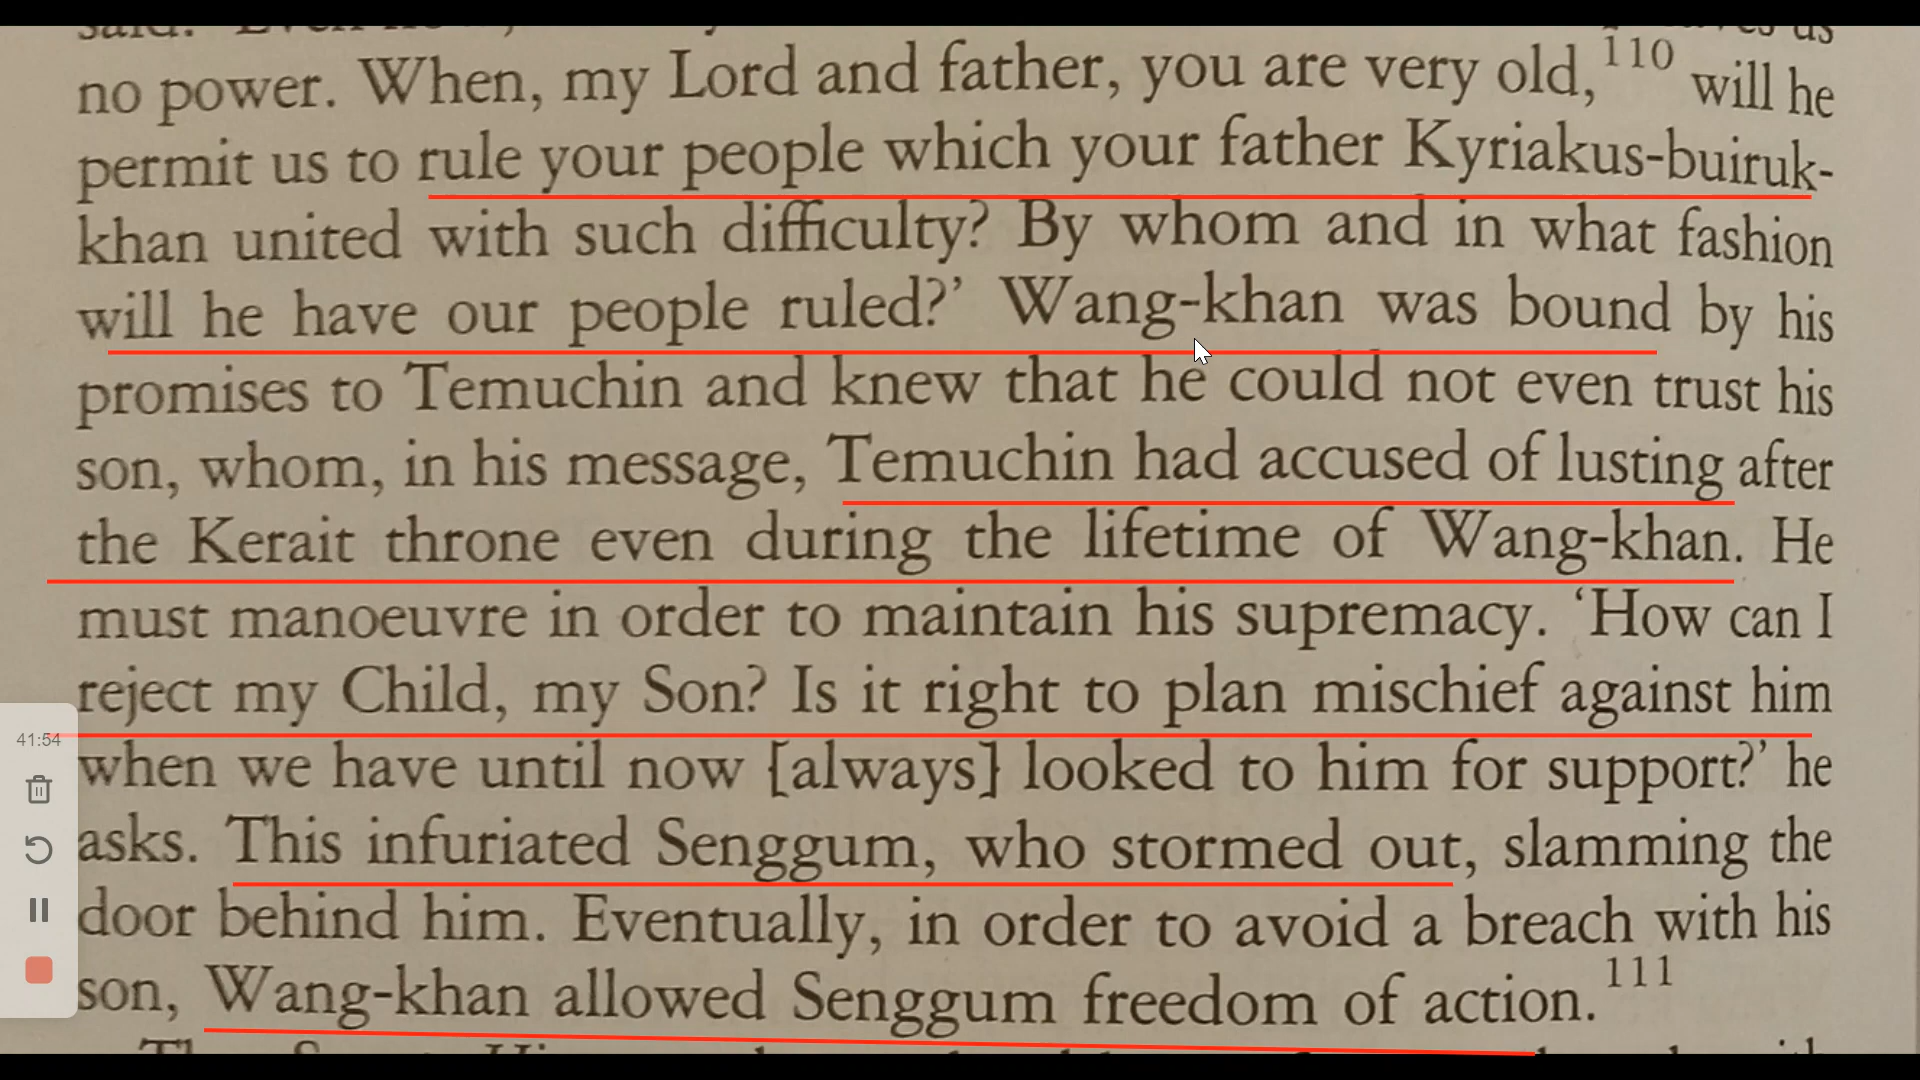 no power. When, my Lord and father, you are very old,110 will he
permit us to rule your people which your father Kyriakus-buiruk-
khan united with such difficulty? By whom and in what fashion
will he have our people ruled?’ Wang-khan was bound by his
promises to Temuchin and knew that he could not even trust his
son, whom, in his message, Temuchin had accused of lusting after
the Kerait throne even during the lifetime of Wang-khan. He
must manoeuvre in order to maintain his supremacy. ‘How can I
reject my Child, my Son? Is it right to plan mischief against him
41:54
when we have until now [always] looked to him for support?’ he
asks. This infuriated Senggum, who stormed out, slamming the
door behind him. Eventually, in order to avoid a breach with his
son, Wang-khan allowed Senggum freedom of action.111